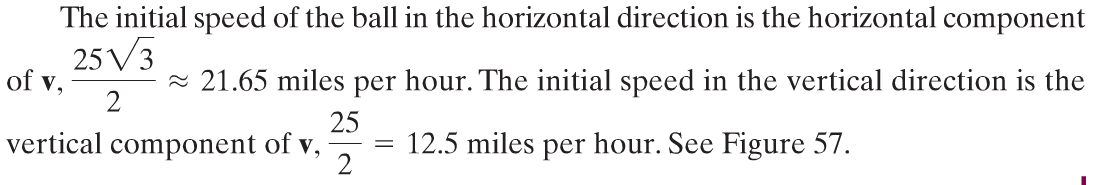 The initial speed of the ball in the horizontal direction is the horizontal component
of v, 25√3/2 ≈ 21.65 miles per hour. The initial speed in the vertical direction is the
vertical component of v, 25/2 = 12.5 miles per hour. See Figure 57.